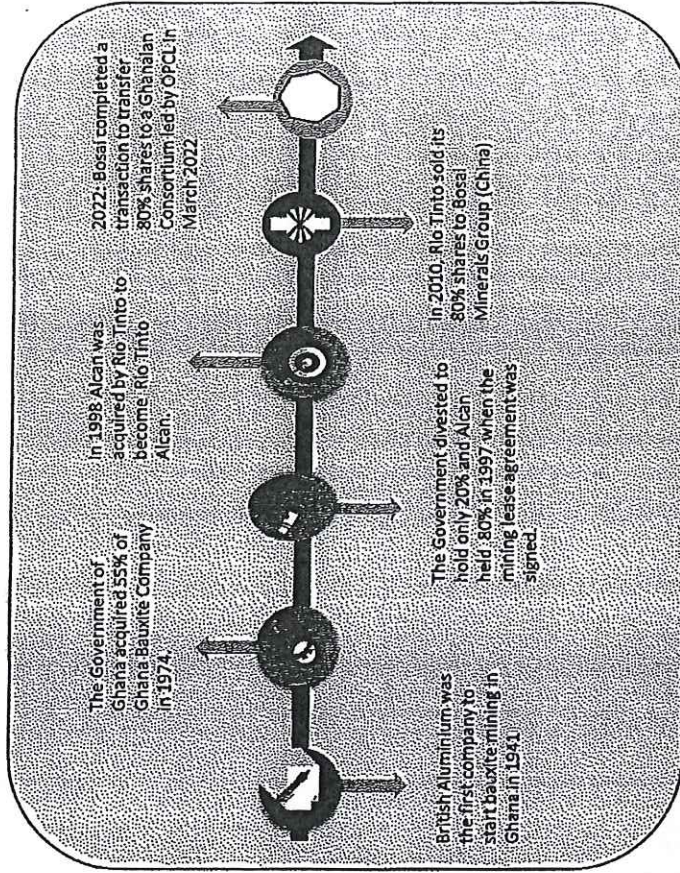 British Aluminium was
the first company to
start bauxite mining in
Ghana in 1941
The Government of
Ghana acquired 55% of
Ghana Bauxite Company
in 1974.
The Government divested to
hold only 20% and Alcan
held 80% in 1997 when the
mining lease agreement was
signed.
In 1998 Alcan was
acquired by Rio Tinto to
become Rio Tinto
Alcan.
In 2010, Rio Tinto sold its
80% shares to Bosai
Minerals Group (China)
2022: Bosai completed a
transaction to transfer
80% shares to a Ghanaian
Consortium led by OPCL in
March 2022